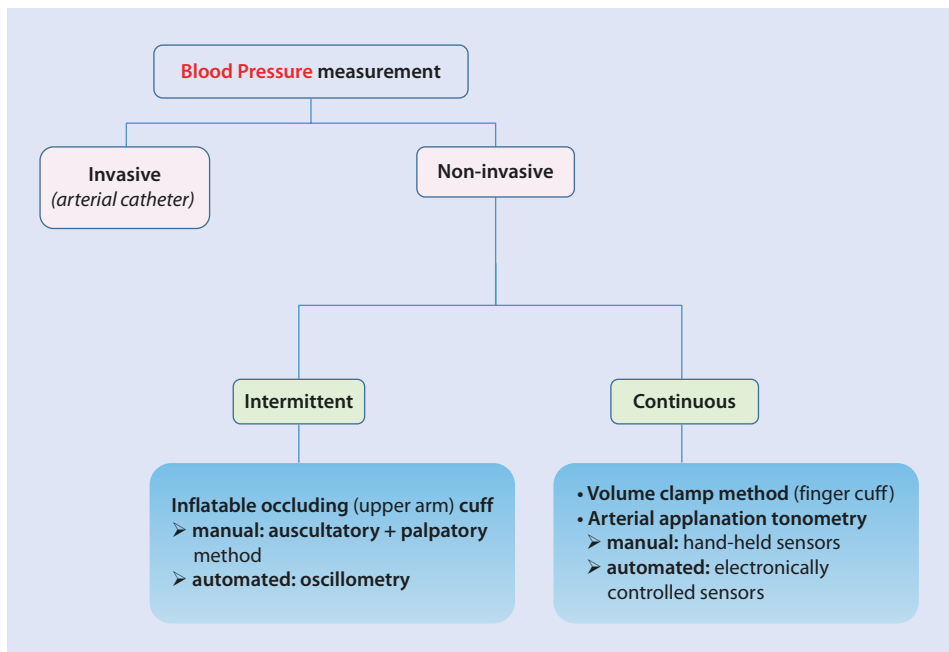 Blood Pressure measurement
Invasive
(arterial catheter)
Non-invasive
Intermittent
Continuous
Inflatable occluding (upper arm) cuff
➢ manual: auscultatory + palpatory
method
➢ automated: oscillometry
• Volume clamp method (finger cuff)
• Arterial applanation tonometry
➢ manual: hand-held sensors
➢ automated: electronically
controlled sensors